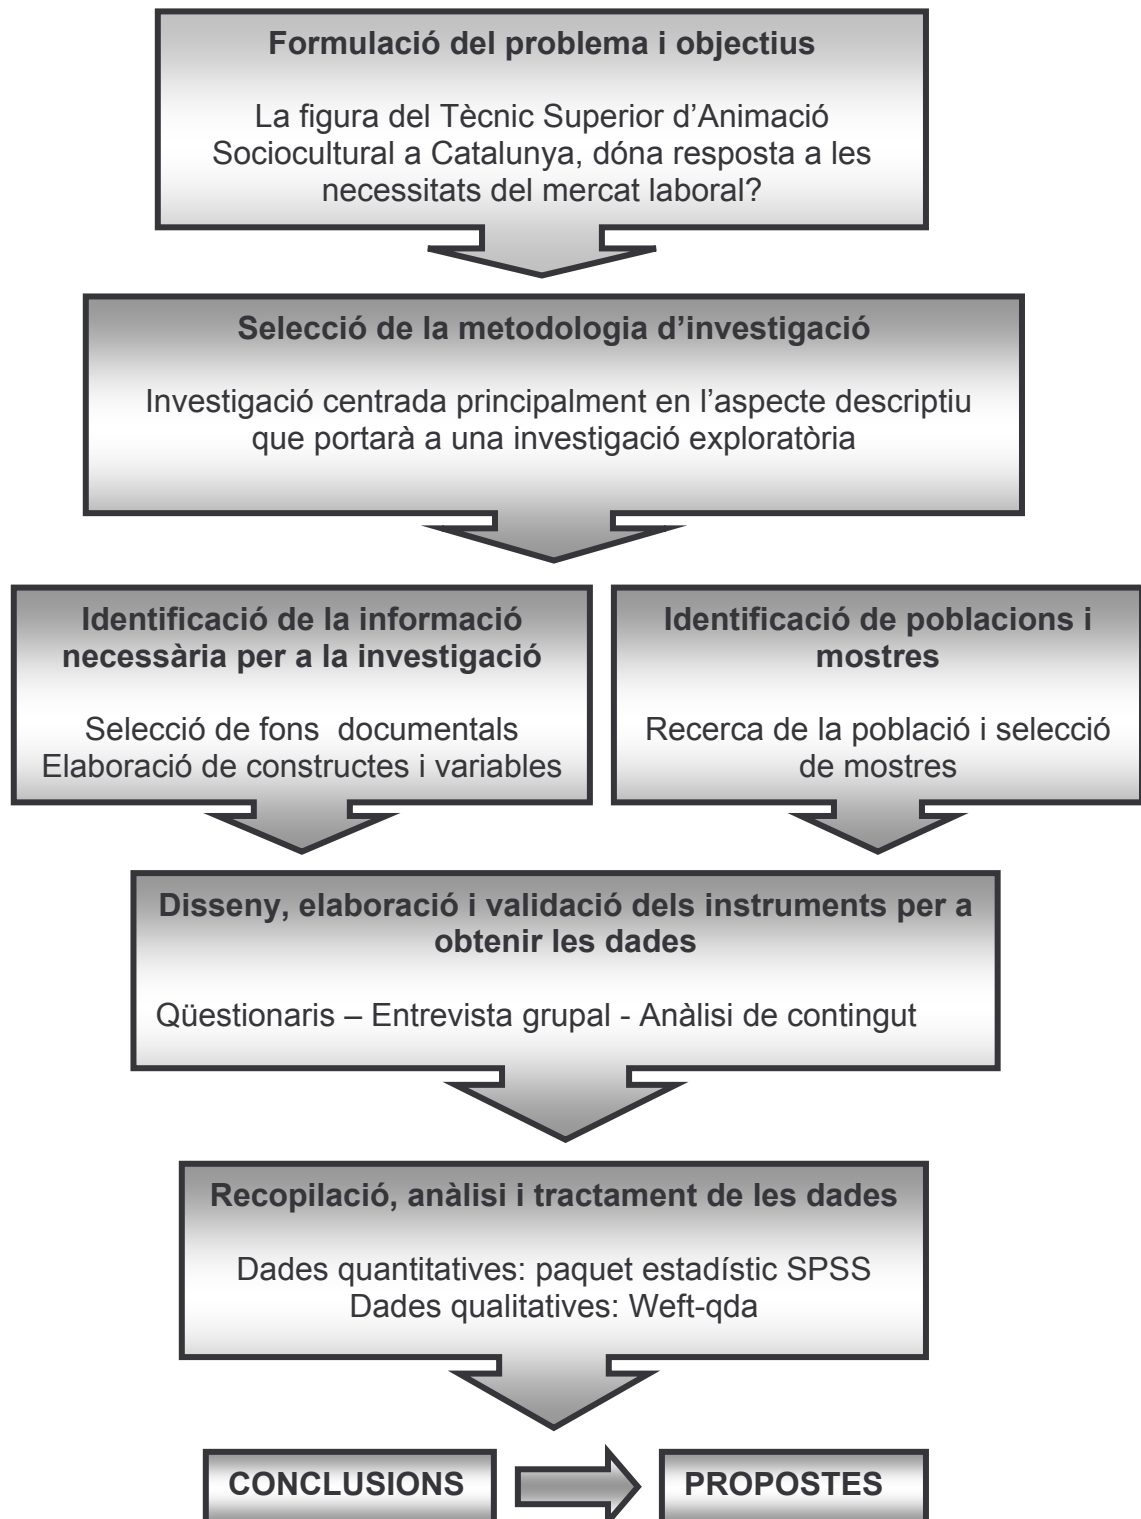 Formulació del problema i objectius
La figura del Tècnic Superior d’Animació
Sociocultural a Catalunya, dóna resposta a les
necessitats del mercat laboral?
Selecció de la metodologia d’investigació
Investigació centrada principalment en l’aspecte descriptiu
que portarà a una investigació exploratòria
Identificació de la informació
necessària per a la investigació
Selecció de fons  documentals
Elaboració de constructes i variables
Identificació de poblacions i
mostres
Recerca de la població i selecció
de mostres
Disseny, elaboració i validació dels instruments per a
obtenir les dades
Qüestionaris – Entrevista grupal - Anàlisi de contingut
Recopilació, anàlisi i tractament de les dades
Dades quantitatives: paquet estadístic SPSS
Dades qualitatives: Weft-qda
CONCLUSIONS
PROPOSTES